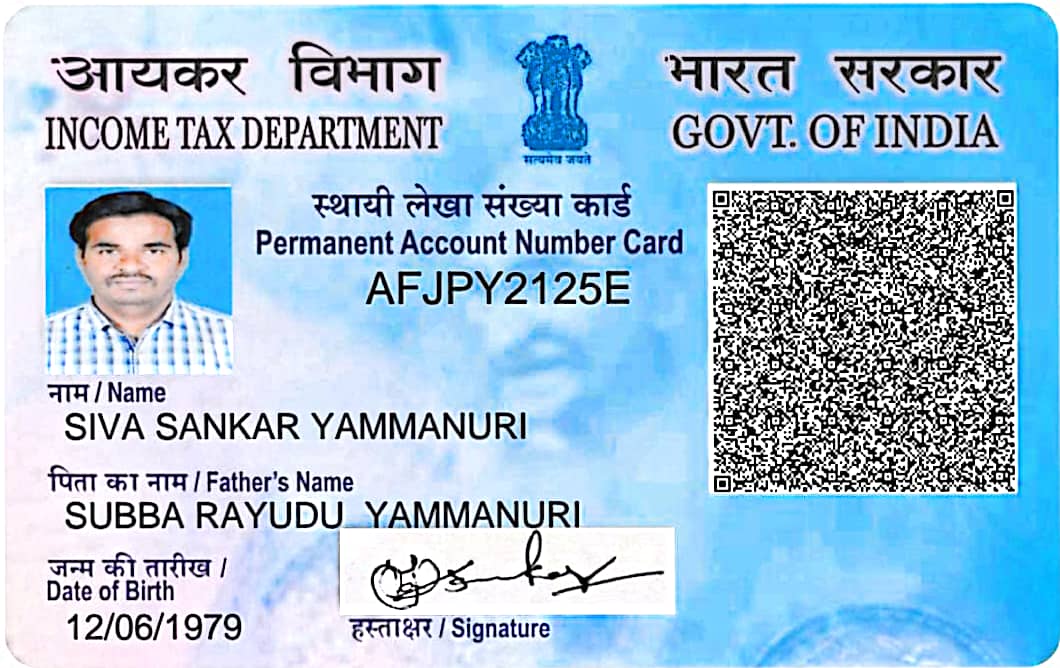 आयकर विभाग
INCOME TAX DEPARTMENT
सत्यमेव जयते
भारत सरकार
GOVT. OF INDIA
स्थायी लेखा संख्या कार्ड
Permanent Account Number Card
AFJPY2125E
नाम / Name
SIVA SANKAR YAMMANURI
पिता का नाम / Father's Name
SUBBA RAYUDU YAMMANURI
जन्म की तारीख /
Date of Birth
12/06/1979
हस्ताक्षर / Signature